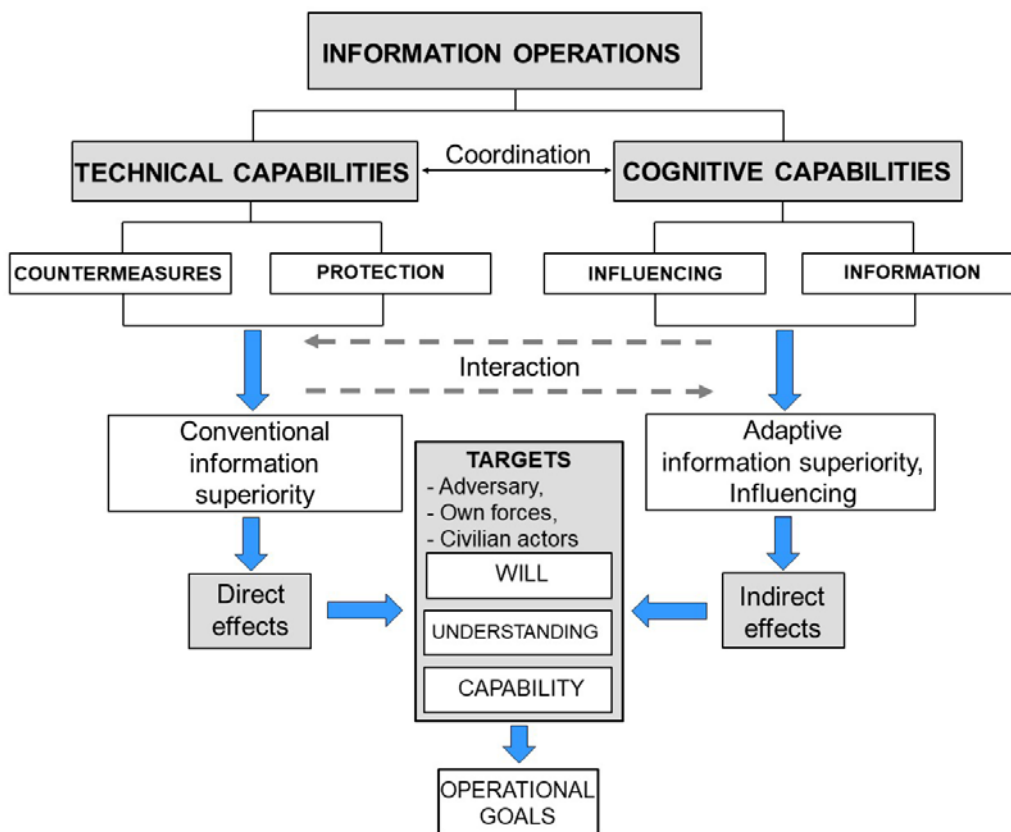 INFORMATION OPERATIONS
TECHNICAL CAPABILITIES
Coordination
COGNITIVE CAPABILITIES
COUNTERMEASURES
PROTECTION
INFLUENCING
INFORMATION
Interaction
Conventional
information
superiority
Adaptive
information superiority,
Influencing
TARGETS
- Adversary,
- Own forces,
- Civilian actors
WILL
UNDERSTANDING
CAPABILITY
Direct
effects
Indirect
effects
OPERATIONAL
GOALS